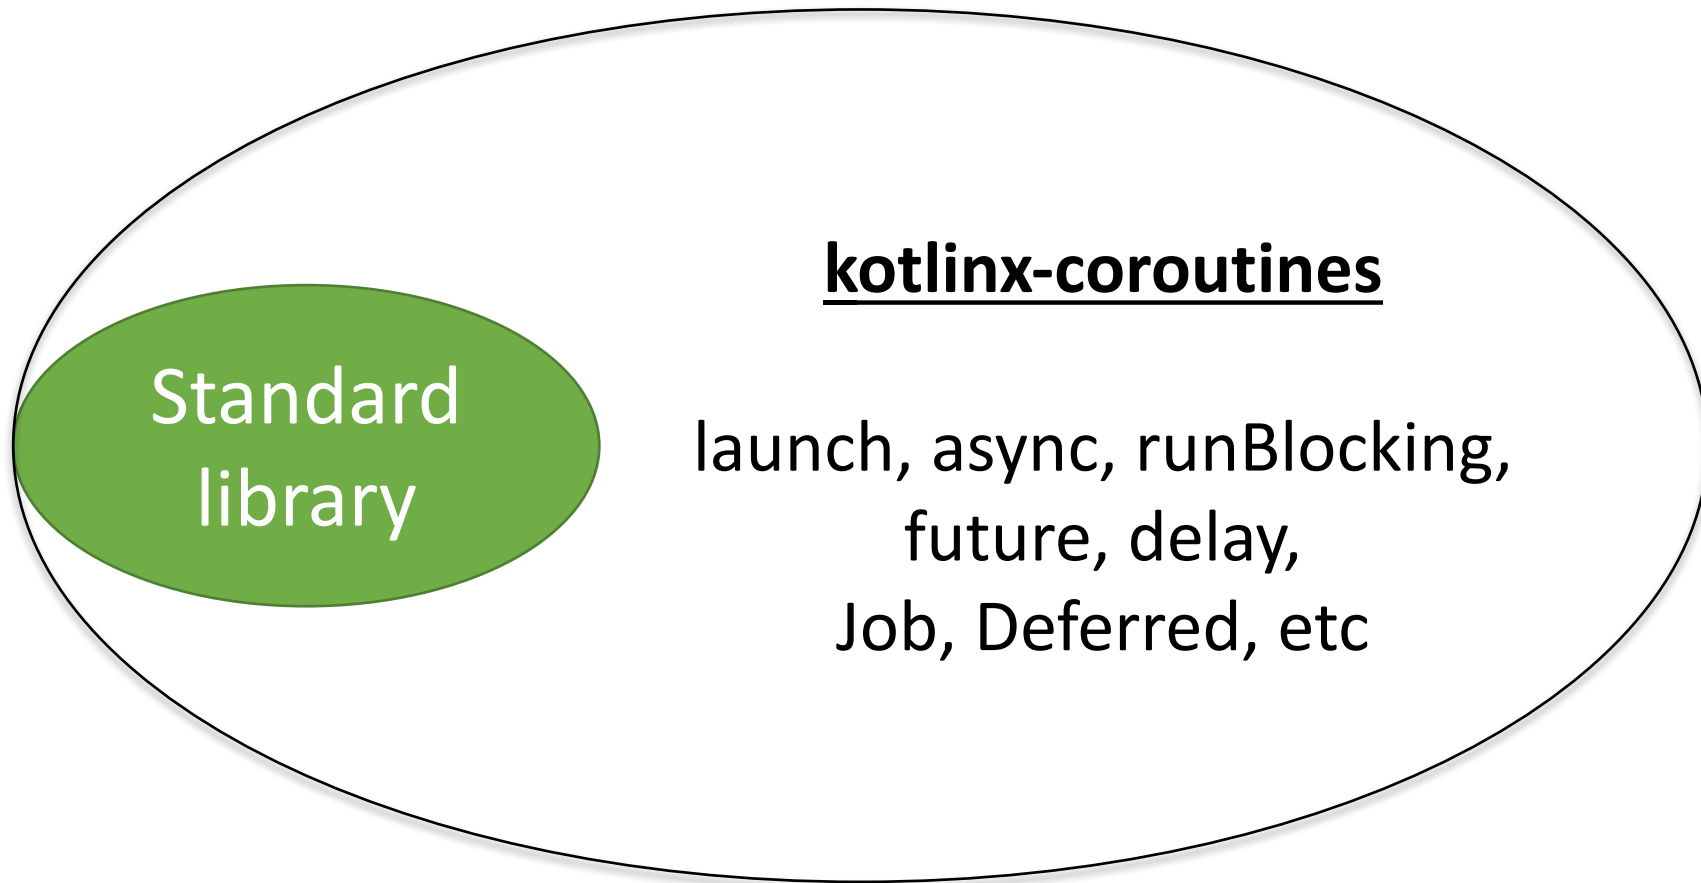 Standard
library
kotlinx-coroutines
launch, async, runBlocking,
future, delay,
Job, Deferred, etc